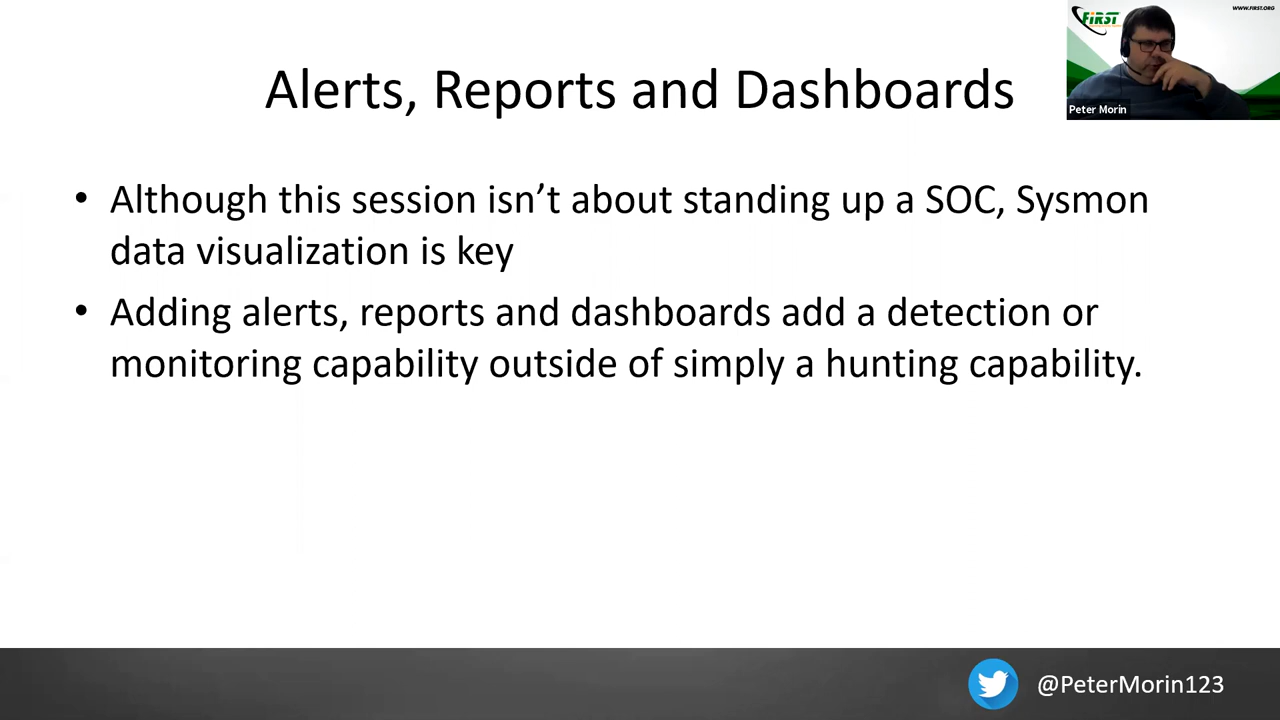 WWW.FIRST.ORG
FIRST
Peter Morin
Alerts, Reports and Dashboards
• Although this session isn’t about standing up a SOC, Sysmon
data visualization is key
• Adding alerts, reports and dashboards add a detection or
monitoring capability outside of simply a hunting capability.
@PeterMorin123